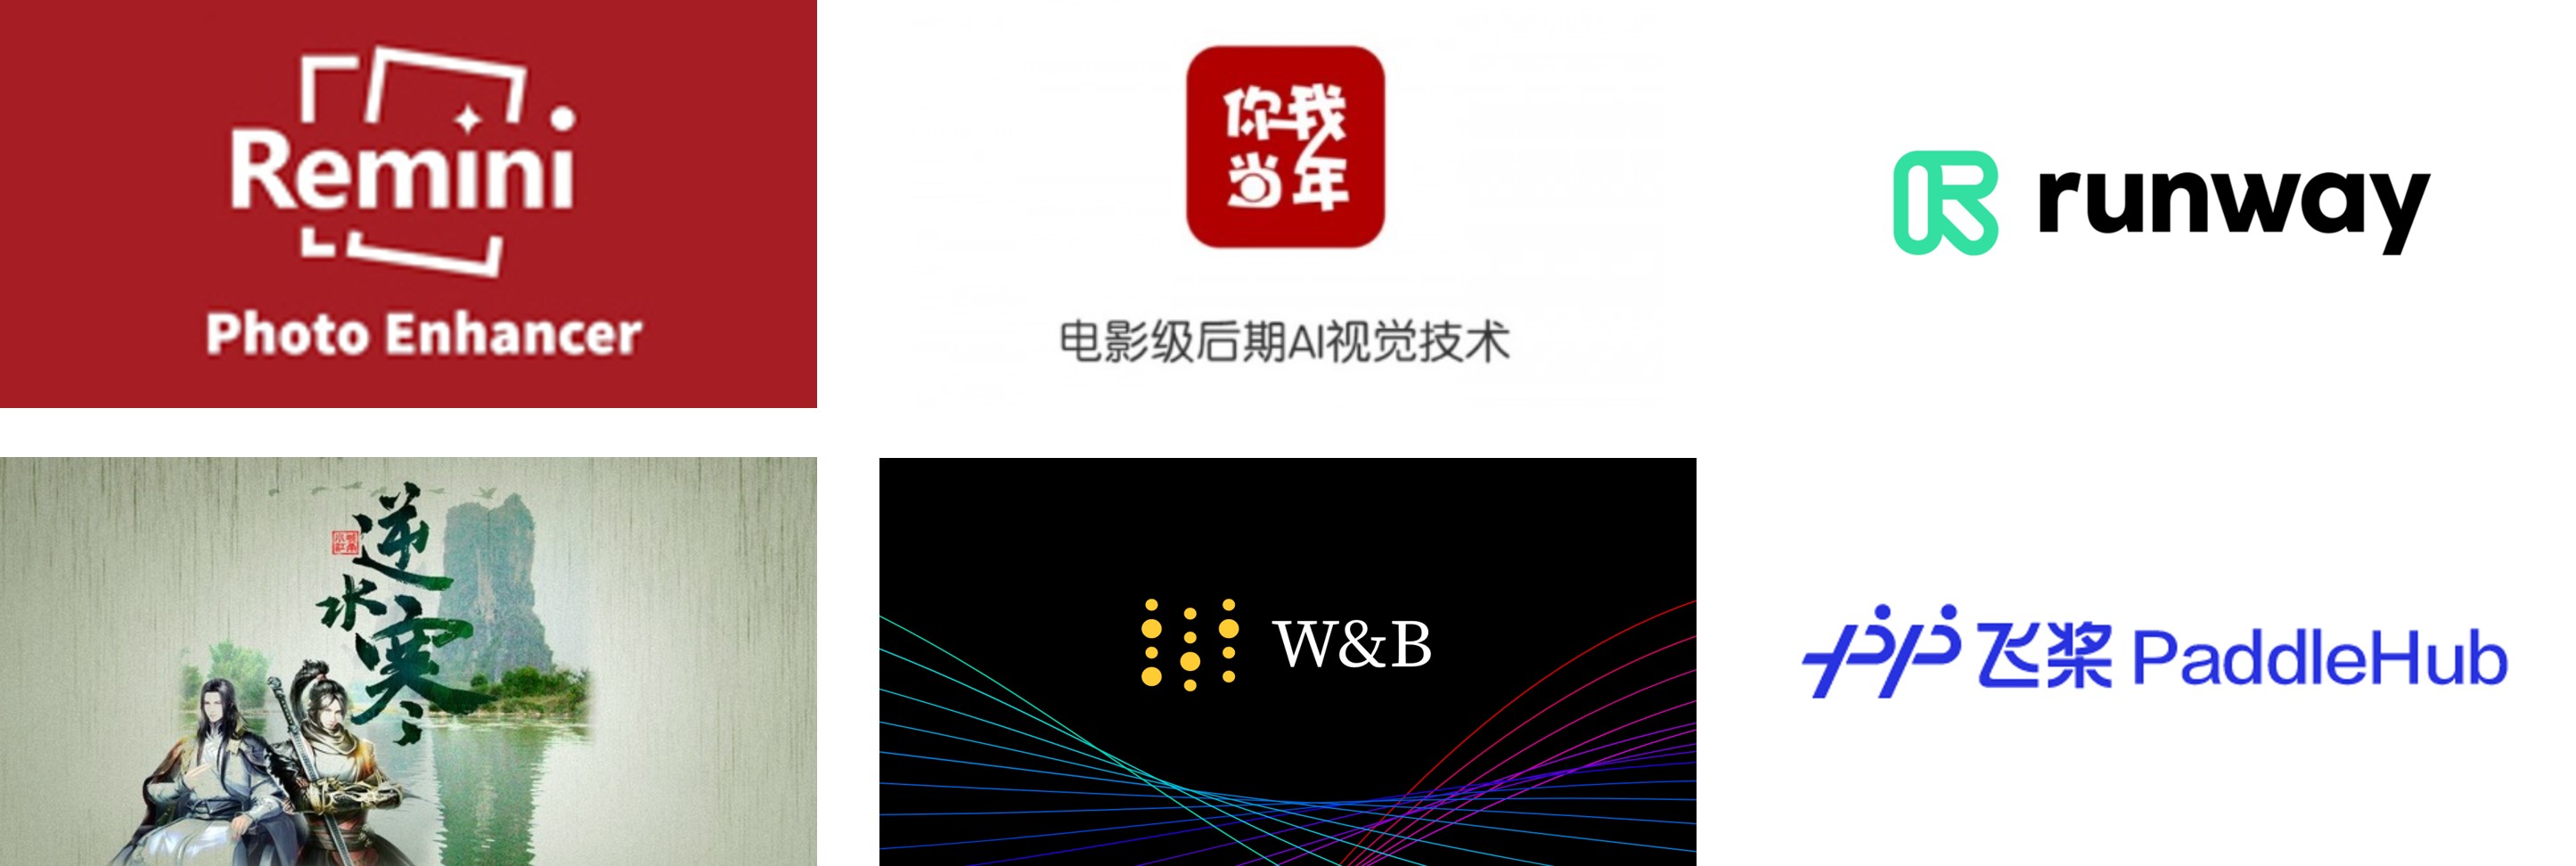 Remini
Photo Enhancer
你我
当年
电影级后期AI视觉技术
runway
逆水寒
W&B
飞桨 PaddleHub